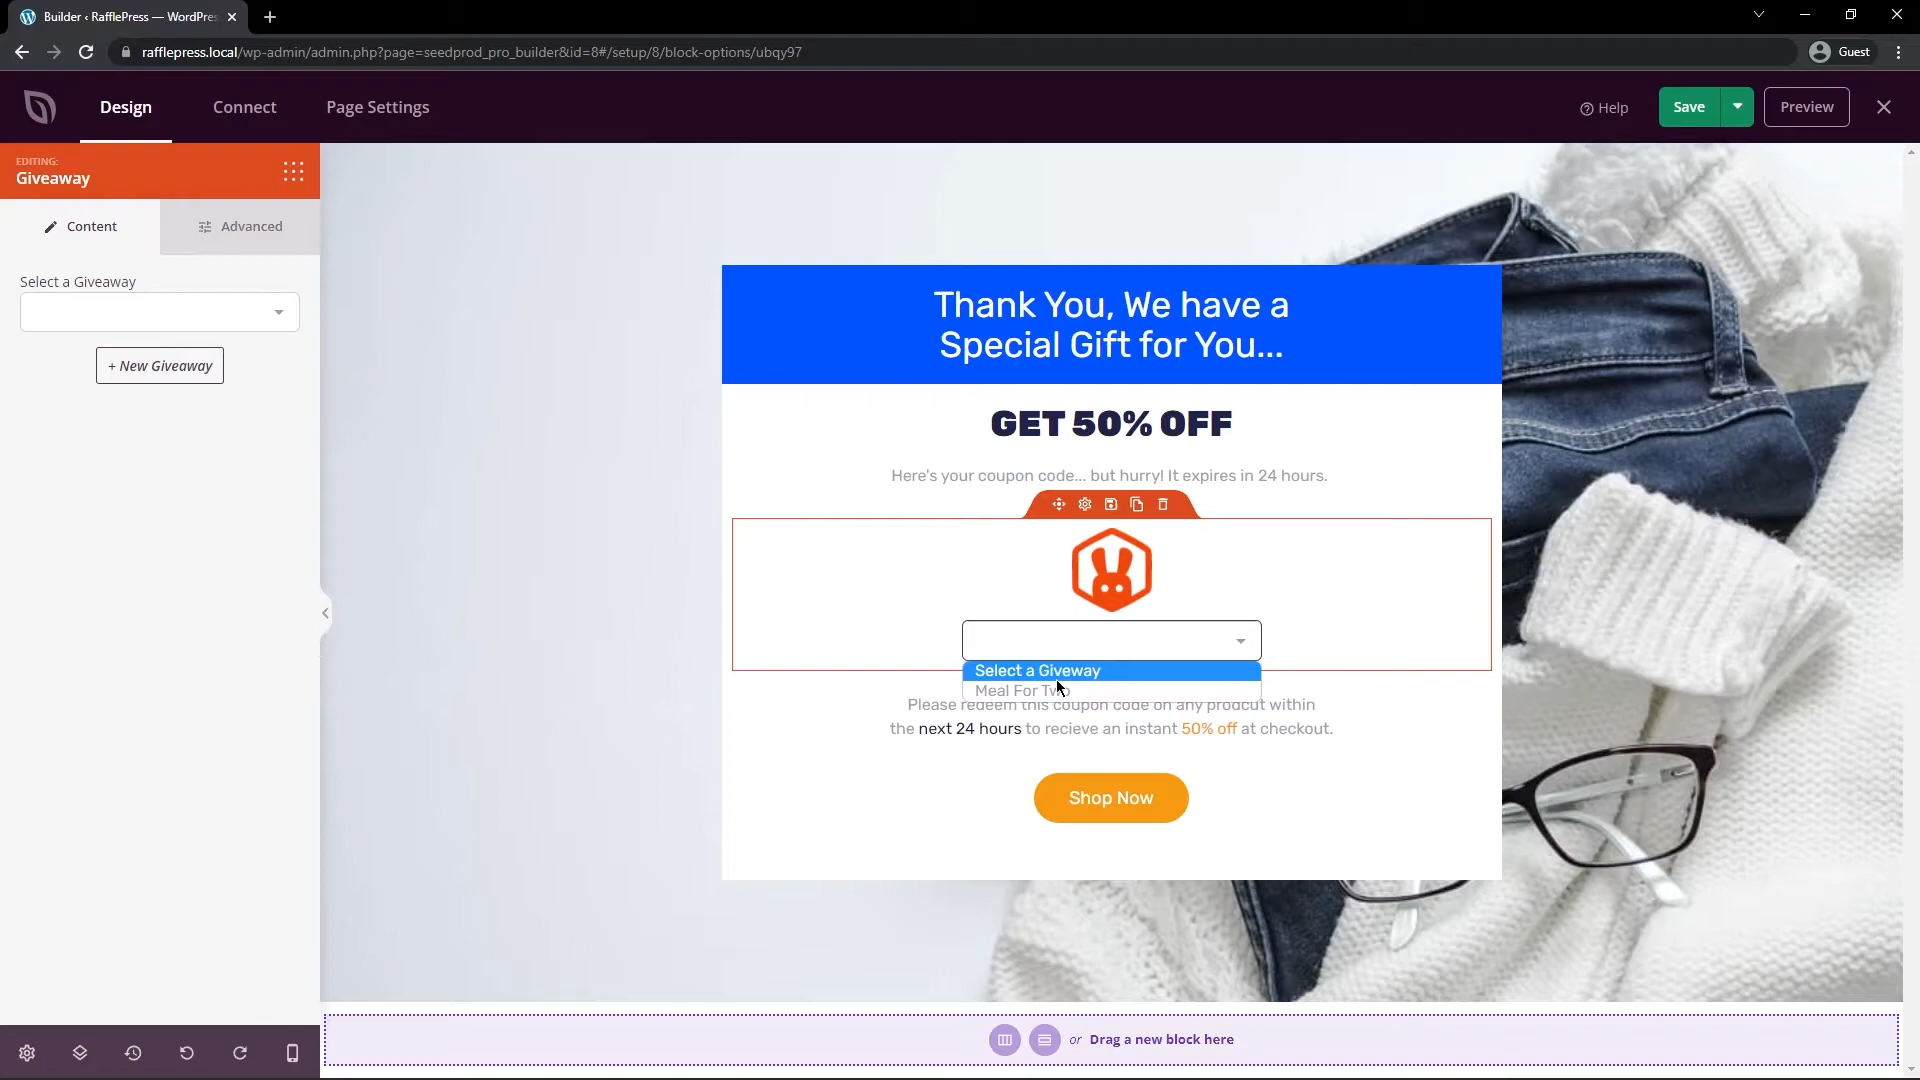 Builder ‹ RafflePress — WordPres
rafflepress.local/wp-admin/admin.php?page=seedprod_pro_builder&id=8#/setup/8/block-options/ubqy97
Guest
Design
Connect
Page Settings
Help
Save
Preview
EDITING:
Giveaway
Content
Advanced
Select a Giveaway
+ New Giveaway
Thank You, We have a
Special Gift for You...
GET 50% OFF
Here's your coupon code... but hurry! It expires in 24 hours.
Select a Giveway
Meal For Two
Please redeem this coupon code on any prodcut within
the next 24 hours to recieve an instant 50% off at checkout.
Shop Now
or Drag a new block here